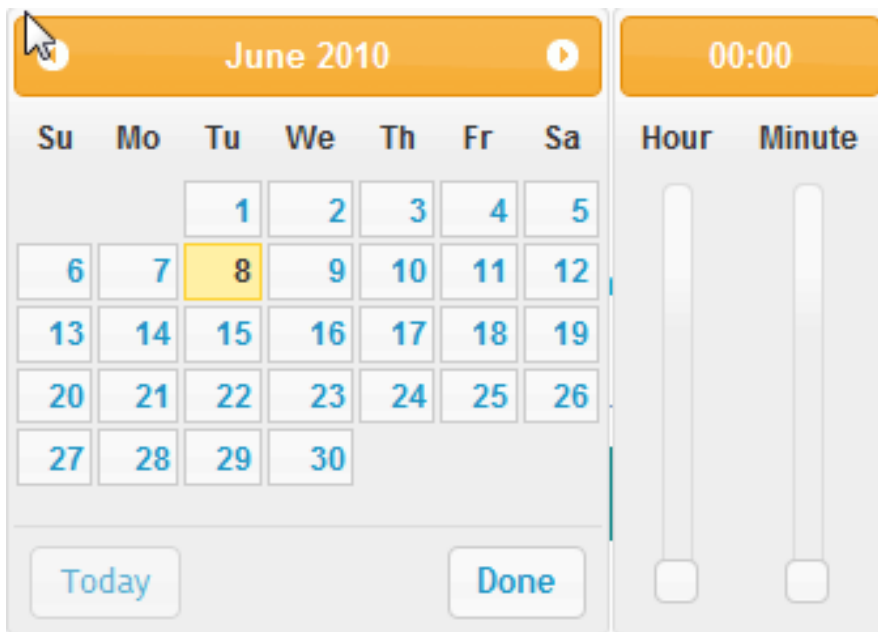 June 2010 00:00
Su Mo Tu We Th Fr Sa Hour Minute
1 2 3 4 5
6 7 8 9 10 11 12
13 14 15 16 17 18 19
20 21 22 23 24 25 26
27 28 29 30
Today Done